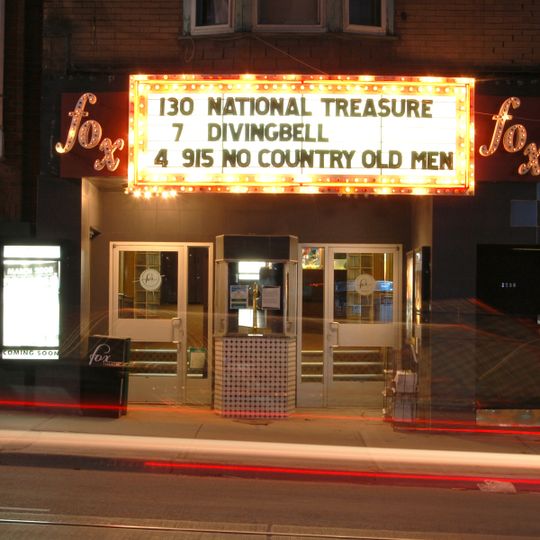 130 NATIONAL TREASURE
7 DIVINGBELL
4 915 NO COUNTRY OLD MEN
fox
fox
COMING SOON
fox